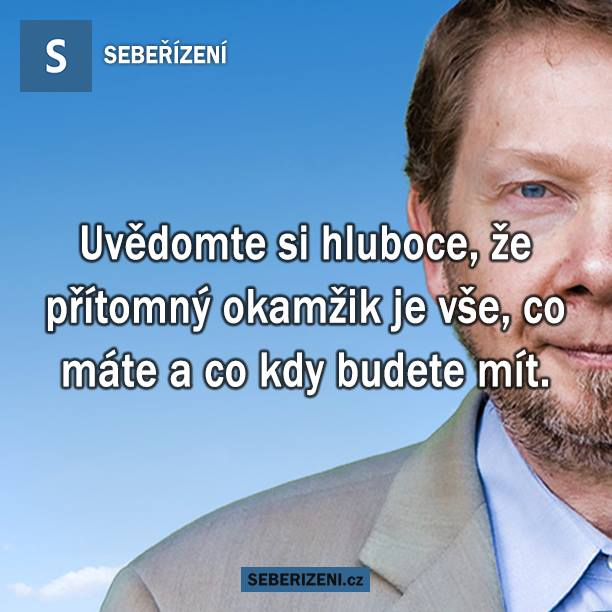 S
SEBEŘÍZENÍ
Uvědomte si hluboce, že
přítomný okamžik je vše, co
máte a co kdy budete mít.
SEBERIZENI.cz